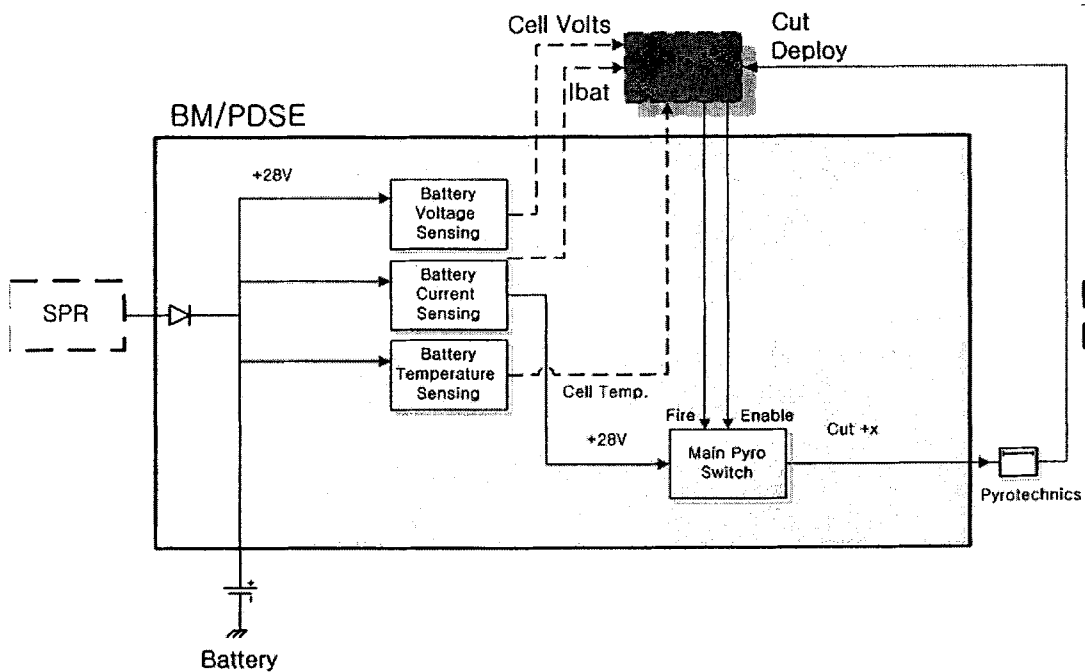 Cell Volts
Cut
Deploy
Ibat
BM/PDSE
+28V
Battery
Voltage
Sensing
Battery
Current
Sensing
SPR
Battery
Temperature
Sensing
Cell Temp.
Fire
Enable
+28V
Cut +x
Main Pyro
Switch
Pyrotechnics
+
Battery